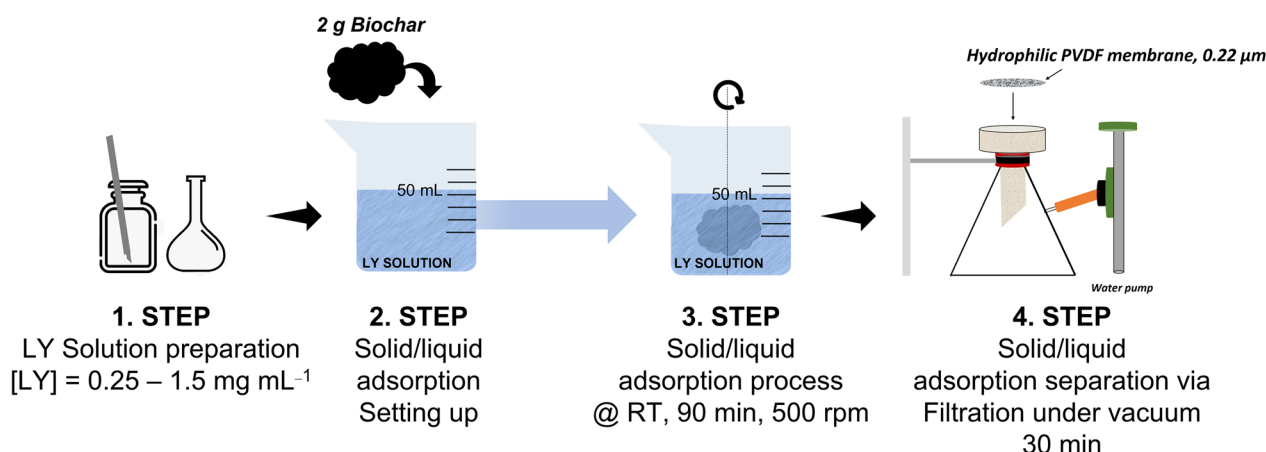 2 g Biochar
Hydrophilic PVDF membrane, 0.22 µm
50 mL
LY SOLUTION
50 mL
LY SOLUTION
Water pump
1. STEP
LY Solution preparation
[LY] = 0.25 – 1.5 mg mL⁻¹
2. STEP
Solid/liquid
adsorption
Setting up
3. STEP
Solid/liquid
adsorption process
@ RT, 90 min, 500 rpm
4. STEP
Solid/liquid
adsorption separation via
Filtration under vacuum
30 min